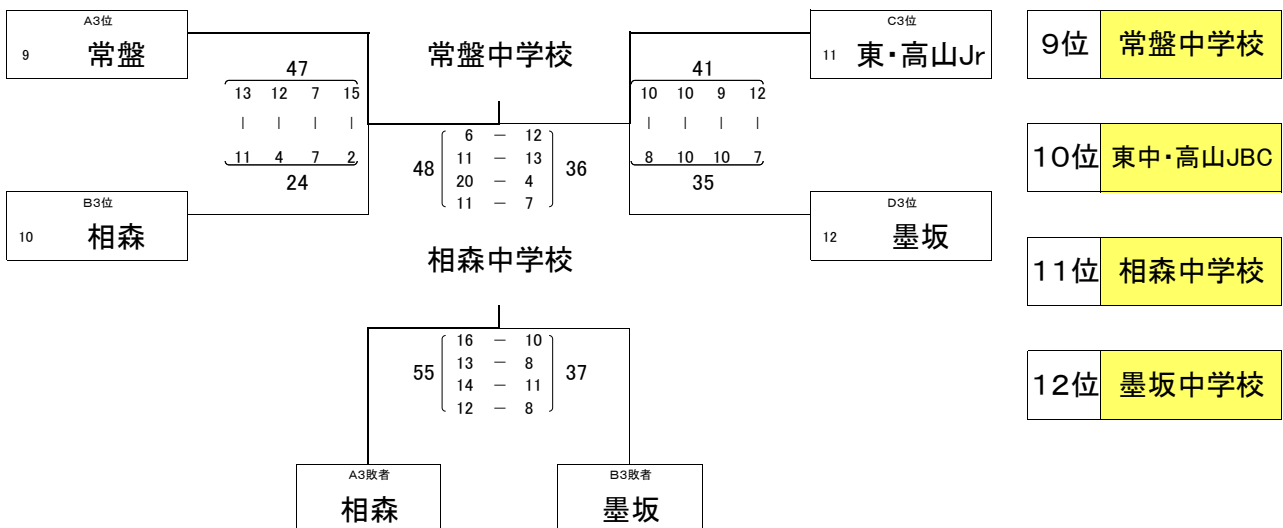 A3位
9 常盤
47
13 12 7 15
| | | |
11 4 7 2
24
B3位
10 相森
常盤中学校
48 36
6 － 12
11 － 13
20 － 4
11 － 7
C3位
11 東・高山Jr
41
10 10 9 12
| | | |
8 10 10 7
35
D3位
12 墨坂
相森中学校
55 37
16 － 10
13 － 8
14 － 11
12 － 8
A3敗者
相森
B3敗者
墨坂
9位 常盤中学校
10位 東中・高山JBC
11位 相森中学校
12位 墨坂中学校